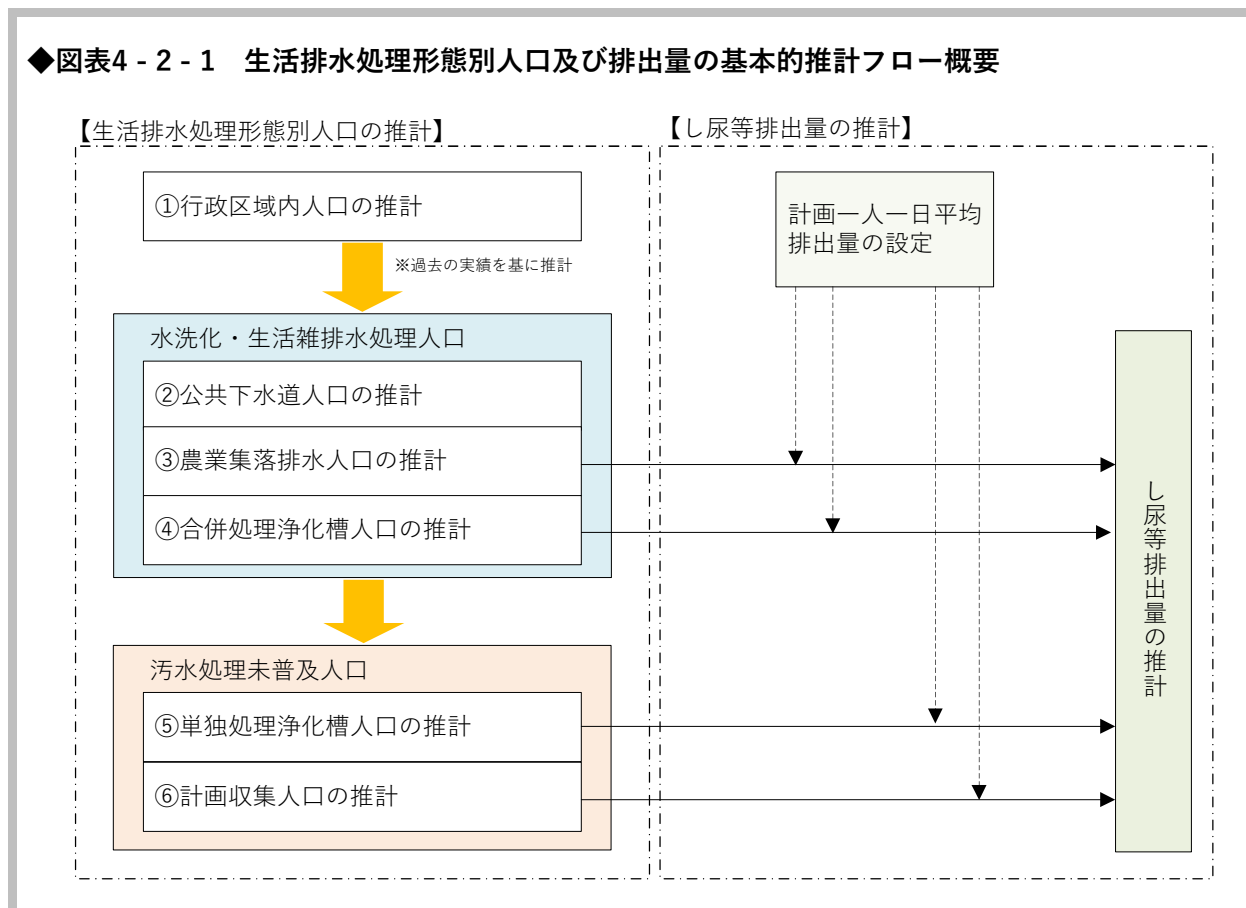 ◆図表4-2-1　生活排水処理形態別人口及び排出量の基本的推計フロー概要
【生活排水処理形態別人口の推計】
①行政区域内人口の推計
※過去の実績を基に推計
水洗化・生活雑排水処理人口
②公共下水道人口の推計
③農業集落排水人口の推計
④合併処理浄化槽人口の推計
汚水処理未普及人口
⑤単独処理浄化槽人口の推計
⑥計画収集人口の推計
【し尿等排出量の推計】
計画一人一日平均
排出量の設定
し尿等排出量の推計